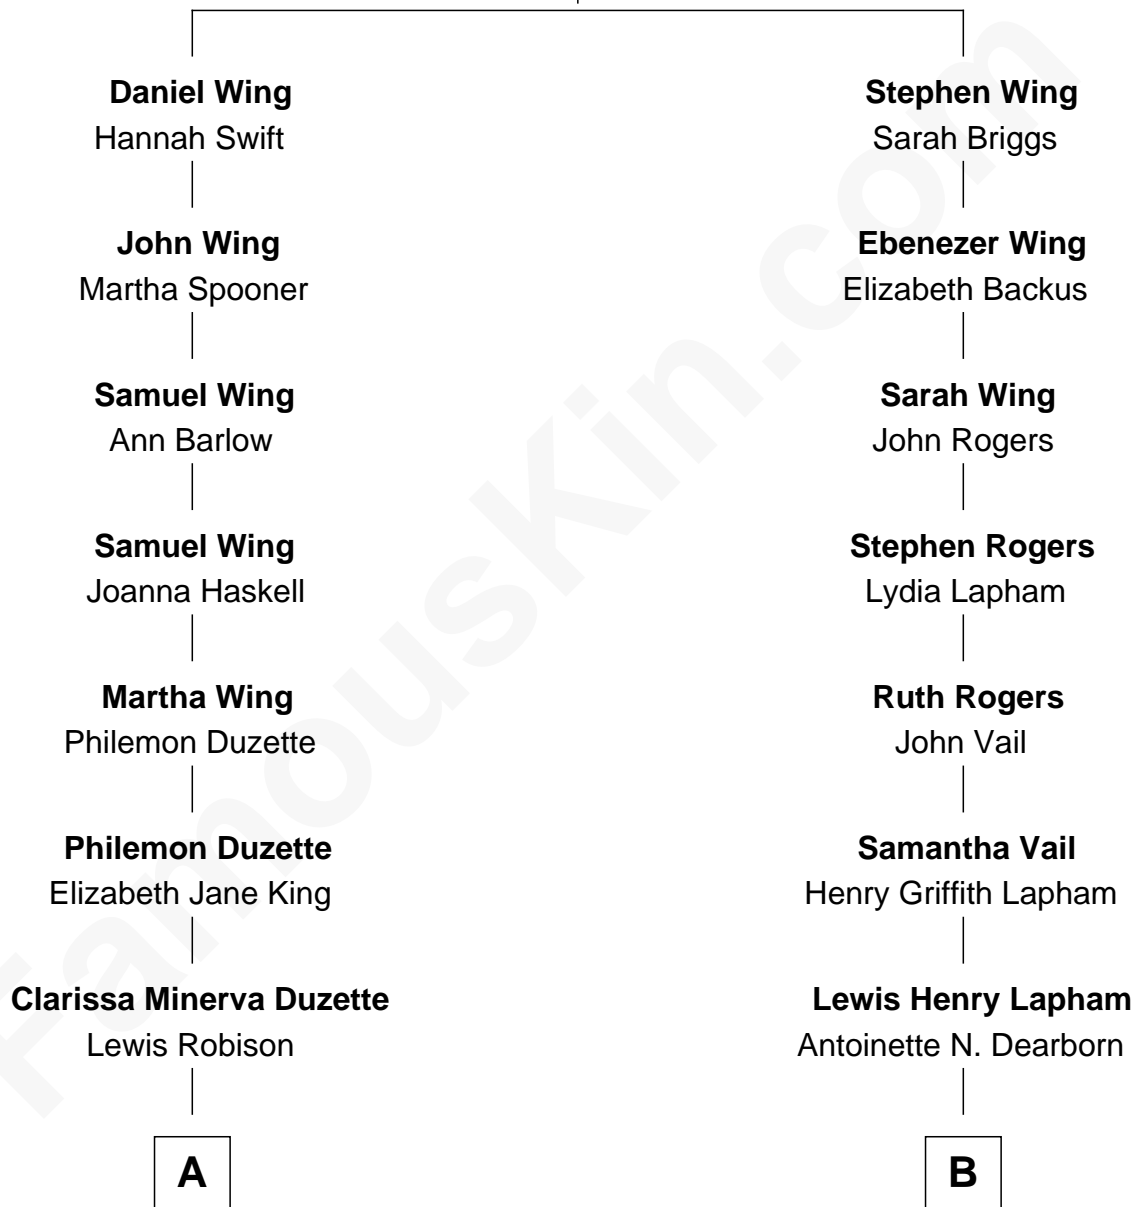 Daniel Wing
Hannah Swift
John Wing
Martha Spooner
Samuel Wing
Ann Barlow
Samuel Wing
Joanna Haskell
Martha Wing
Philemon Duzette
Philemon Duzette
Elizabeth Jane King
Clarissa Minerva Duzette
Lewis Robison
A
Stephen Wing
Sarah Briggs
Ebenezer Wing
Elizabeth Backus
Sarah Wing
John Rogers
Stephen Rogers
Lydia Lapham
Ruth Rogers
John Vail
Samantha Vail
Henry Griffith Lapham
Lewis Henry Lapham
Antoinette N. Dearborn
B
FamousKin.com